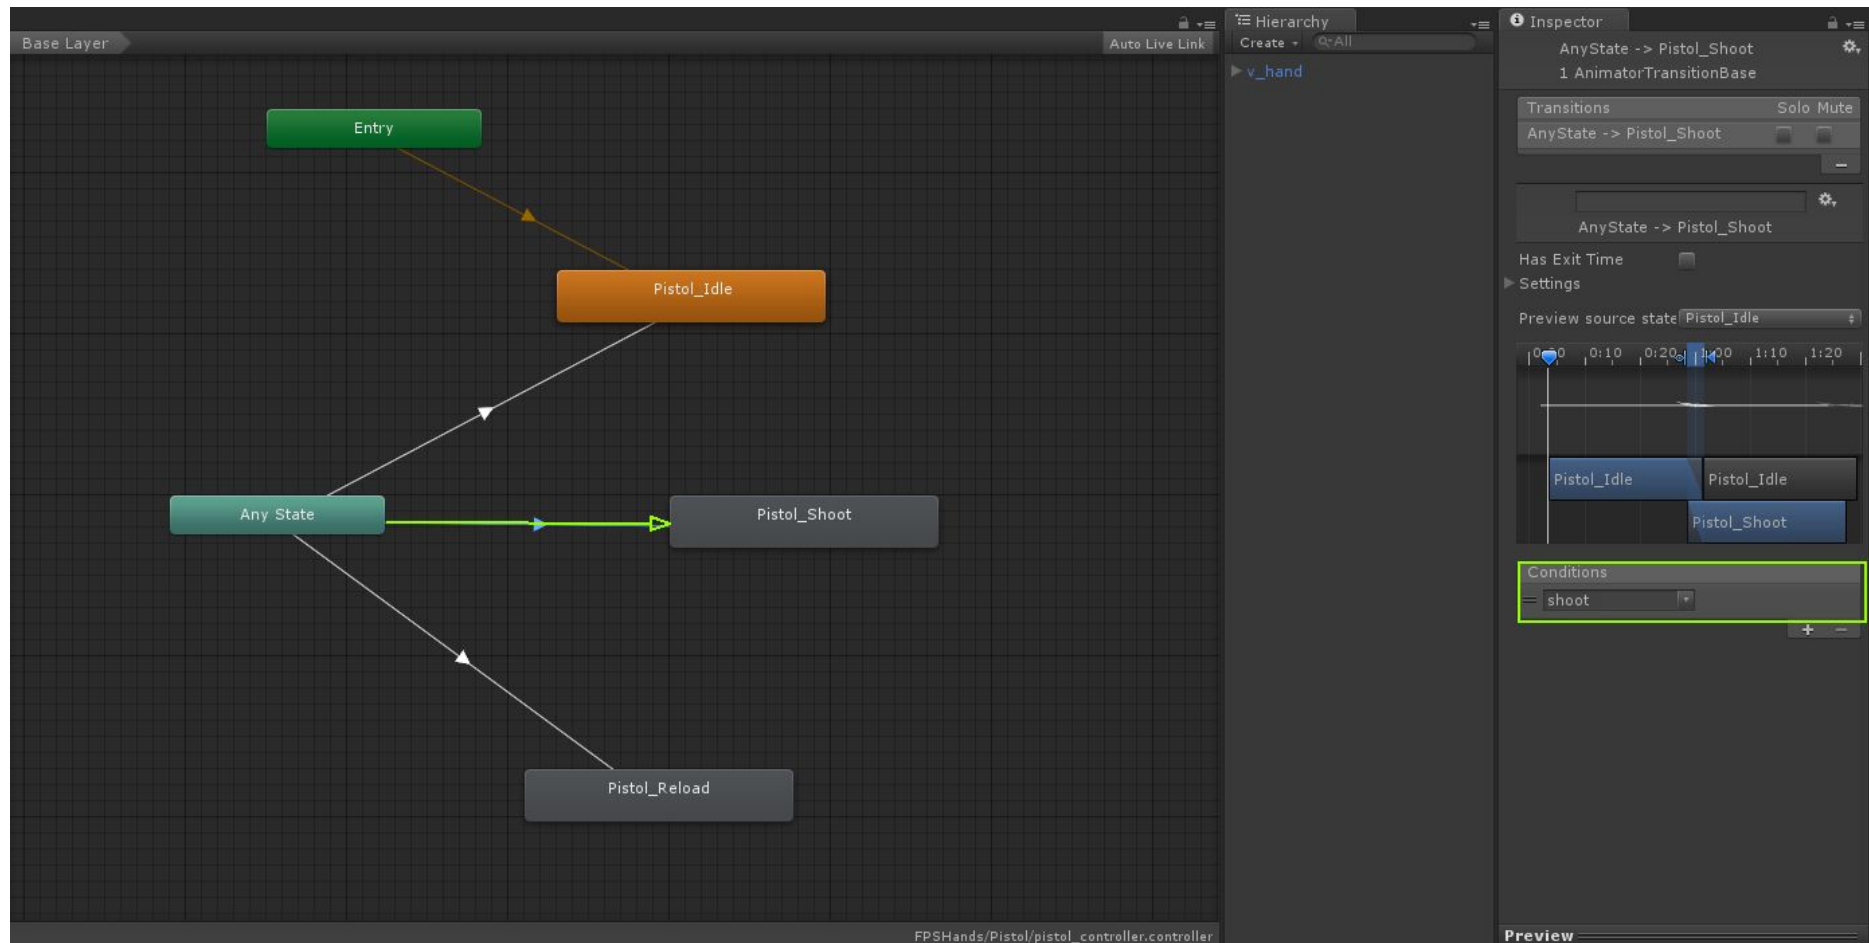 Base Layer
Auto Live Link
Entry
Pistol_Idle
Any State
Pistol_Shoot
Pistol_Reload
FPSHands/Pistol/pistol_controller.controller
Hierarchy
Create
All
v_hand
Inspector
AnyState -> Pistol_Shoot
1 AnimatorTransitionBase
Transitions Solo Mute
AnyState -> Pistol_Shoot
AnyState -> Pistol_Shoot
Has Exit Time
Settings
Preview source state Pistol_Idle
0:10 0:20 1:10 1:20
Pistol_Idle Pistol_Idle
Pistol_Shoot
Conditions
shoot
+ −
Preview